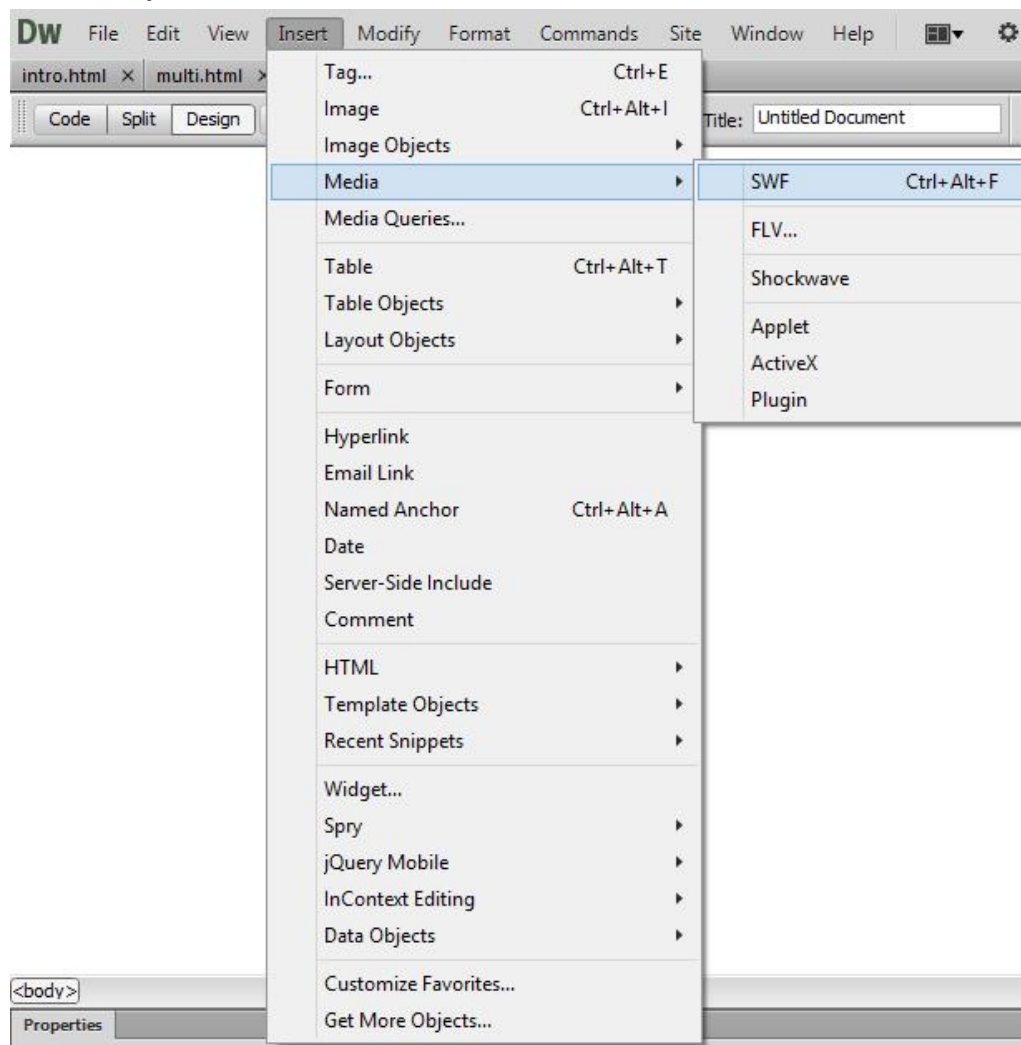 DW File Edit View Insert Modify Format Commands Site Window Help
intro.html × multi.html ×
Code Split Design Title: Untitled Document
Tag... Ctrl+E
Image Ctrl+Alt+I
Image Objects
Media
Media Queries...
Table Ctrl+Alt+T
Table Objects
Layout Objects
Form
Hyperlink
Email Link
Named Anchor Ctrl+Alt+A
Date
Server-Side Include
Comment
HTML
Template Objects
Recent Snippets
Widget...
Spry
jQuery Mobile
InContext Editing
Data Objects
Customize Favorites...
Get More Objects...
SWF Ctrl+Alt+F
FLV...
Shockwave
Applet
ActiveX
Plugin
<body>
Properties